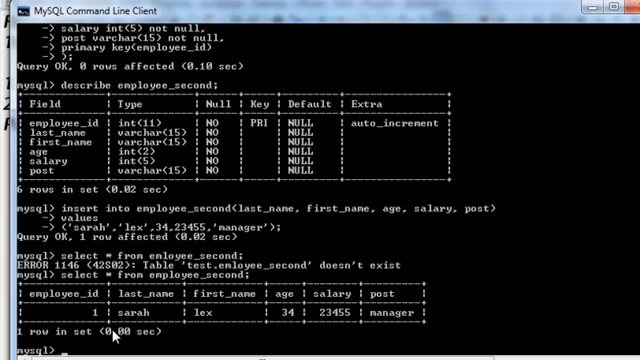 MySQL Command Line Client
-> salary int(5) not null,
-> post varchar(15) not null,
-> primary key(employee_id)
-> );
Query OK, 0 rows affected (0.10 sec)
mysql> describe employee_second;
| Field | Type | Null | Key | Default | Extra |
| employee_id | int(11) | NO | PRI | NULL | auto_increment |
| last_name | varchar(15) | NO | | NULL | |
| first_name | varchar(15) | NO | | NULL | |
| age | int(2) | NO | | NULL | |
| salary | int(5) | NO | | NULL | |
| post | varchar(15) | NO | | NULL | |
6 rows in set (0.02 sec)
mysql> insert into employee_second(last_name, first_name, age, salary, post)
-> values
-> ('sarah','lex',34,23455,'manager');
Query OK, 1 row affected (0.02 sec)
mysql> select * from emloyee_second;
ERROR 1146 (42S02): Table 'test.emloyee_second' doesn't exist
mysql> select * from employee_second;
| employee_id | last_name | first_name | age | salary | post |
| 1 | sarah | lex | 34 | 23455 | manager |
1 row in set (0.00 sec)
mysql> _